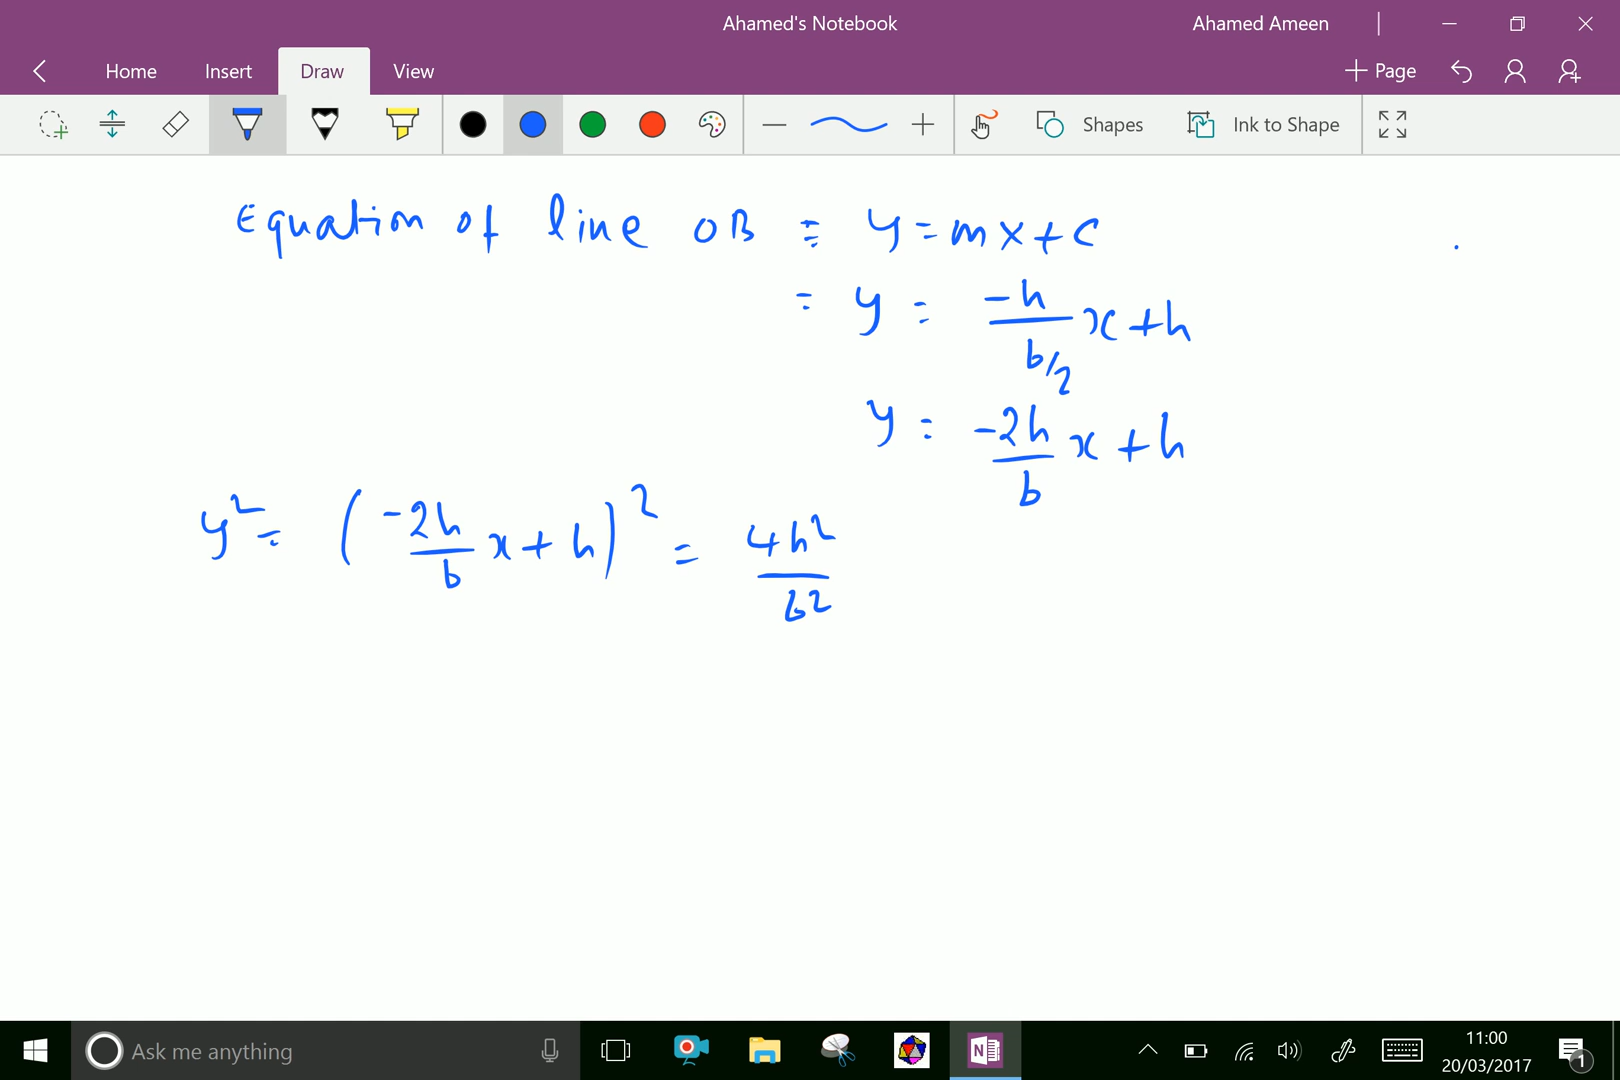 Ahamed's Notebook Ahamed Ameen
Home Insert Draw View + Page
Shapes Ink to Shape
Equation of line OB ≡ y = mx + c
= y = -h/(b/2) x + h
y = -2h/b x + h
y² = (-2h/b x + h)² = 4h²/b²
Ask me anything
N
11:00
20/03/2017
1